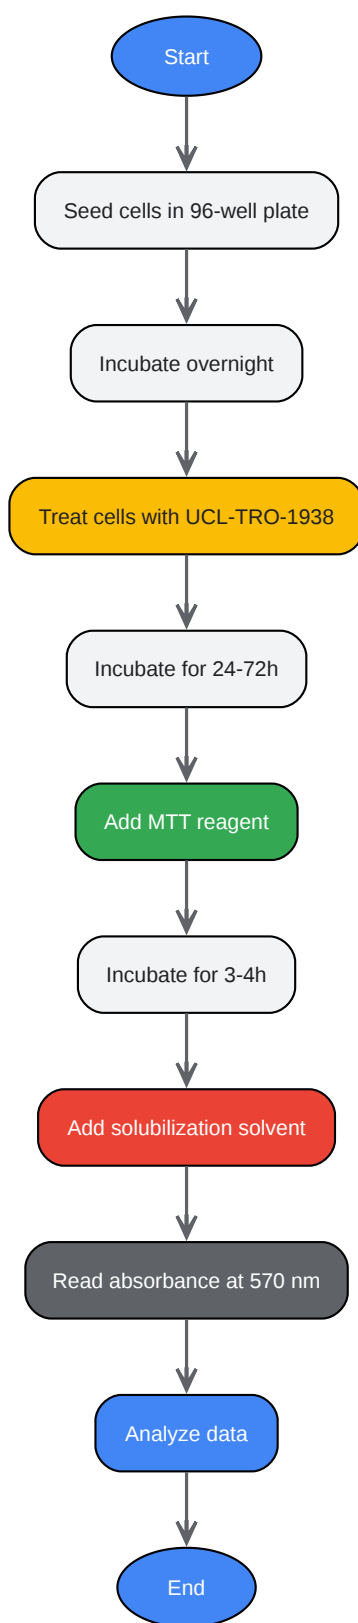 Start
Seed cells in 96-well plate
Incubate overnight
Treat cells with UCL-TRO-1938
Incubate for 24-72h
Add MTT reagent
Incubate for 3-4h
Add solubilization solvent
Read absorbance at 570 nm
Analyze data
End